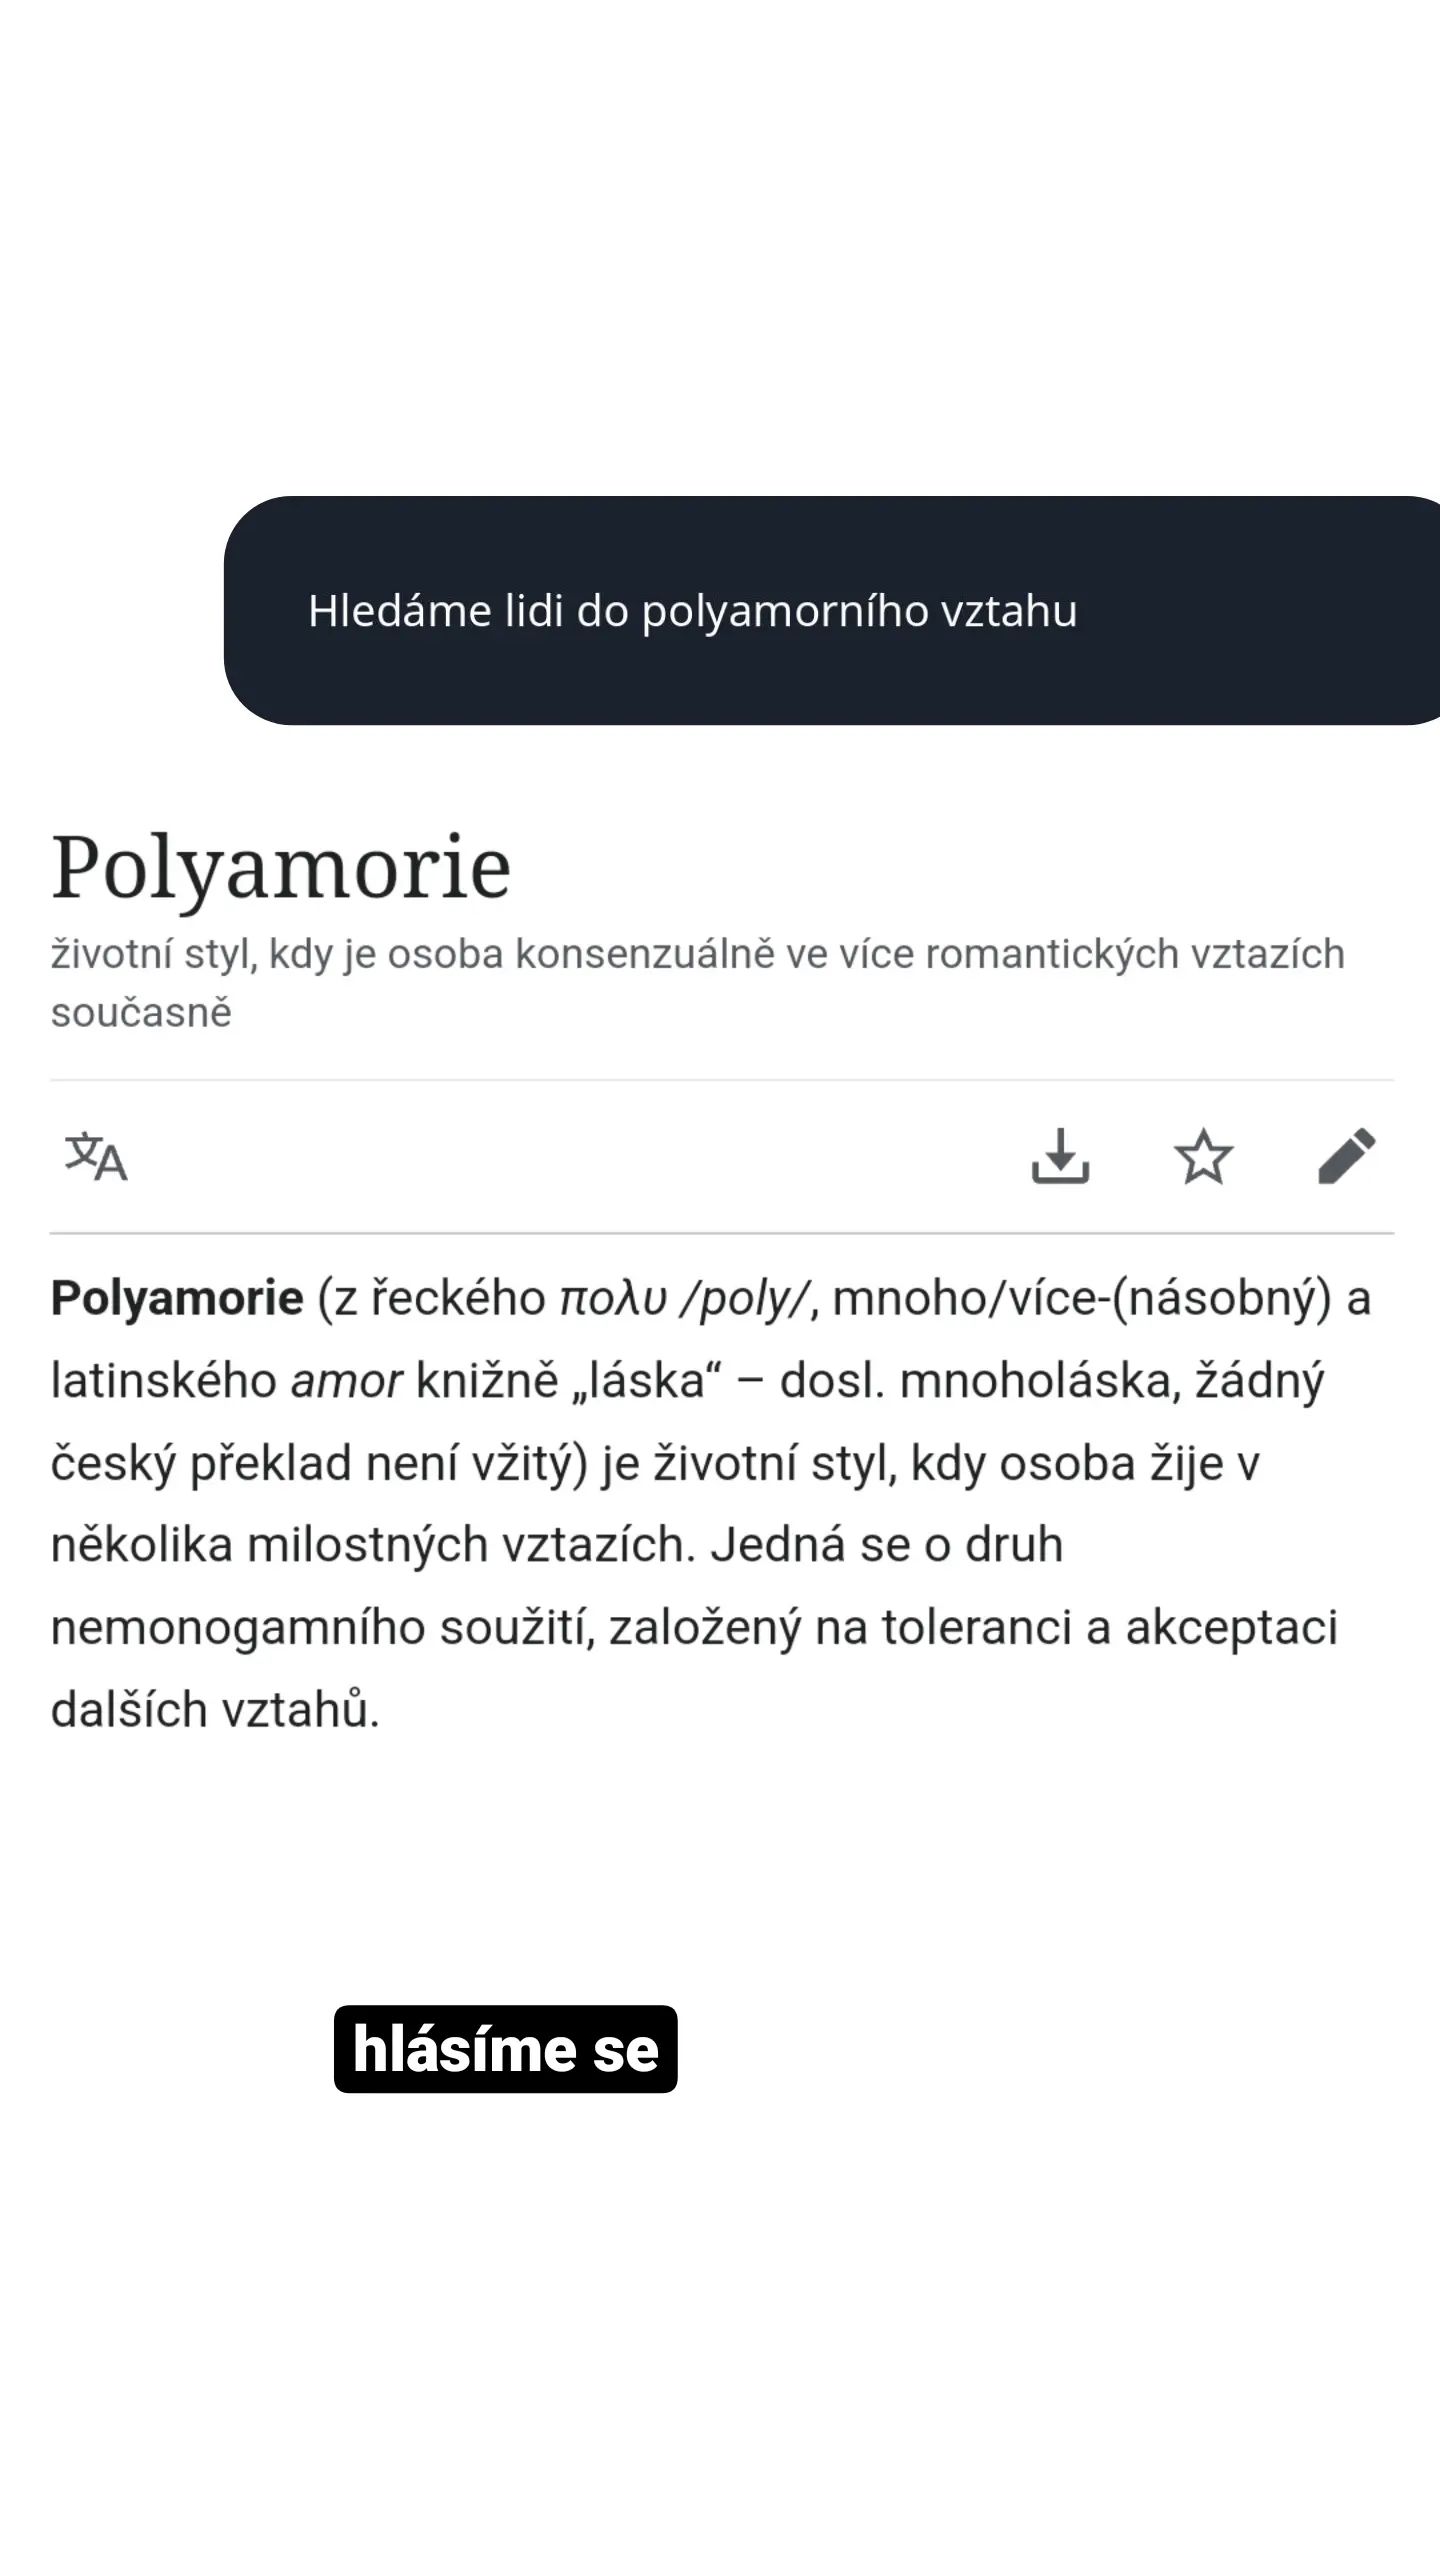 Hledáme lidi do polyamorního vztahu
Polyamorie
životní styl, kdy je osoba konsenzuálně ve více romantických vztazích
současně
Polyamorie (z řeckého πολυ /poly/, mnoho/více-(násobný) a
latinského amor knižně „láska“ – dosl. mnoholáska, žádný
český překlad není vžitý) je životní styl, kdy osoba žije v
několika milostných vztazích. Jedná se o druh
nemonogamního soužití, založený na toleranci a akceptaci
dalších vztahů.
hlásíme se